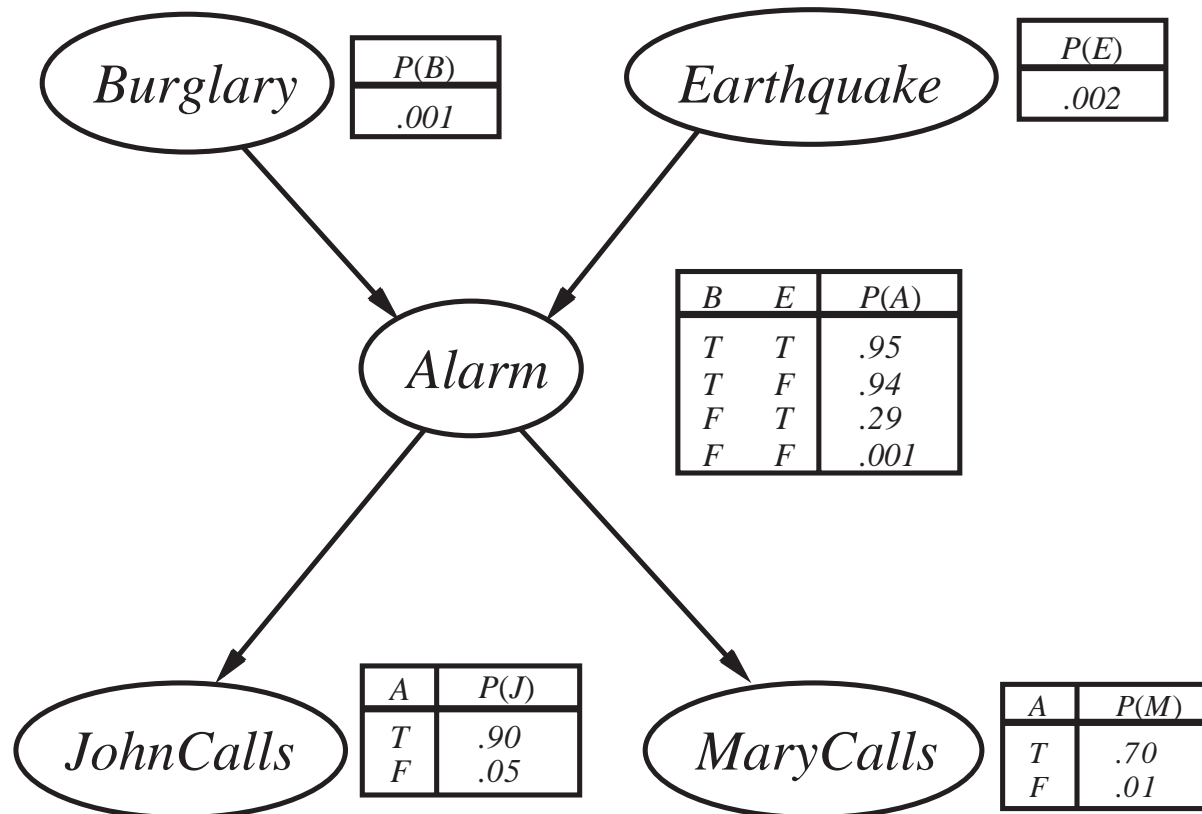 Burglary
P(B)
.001
Earthquake
P(E)
.002
Alarm
B E P(A)
T T .95
T F .94
F T .29
F F .001
JohnCalls
A P(J)
T .90
F .05
MaryCalls
A P(M)
T .70
F .01